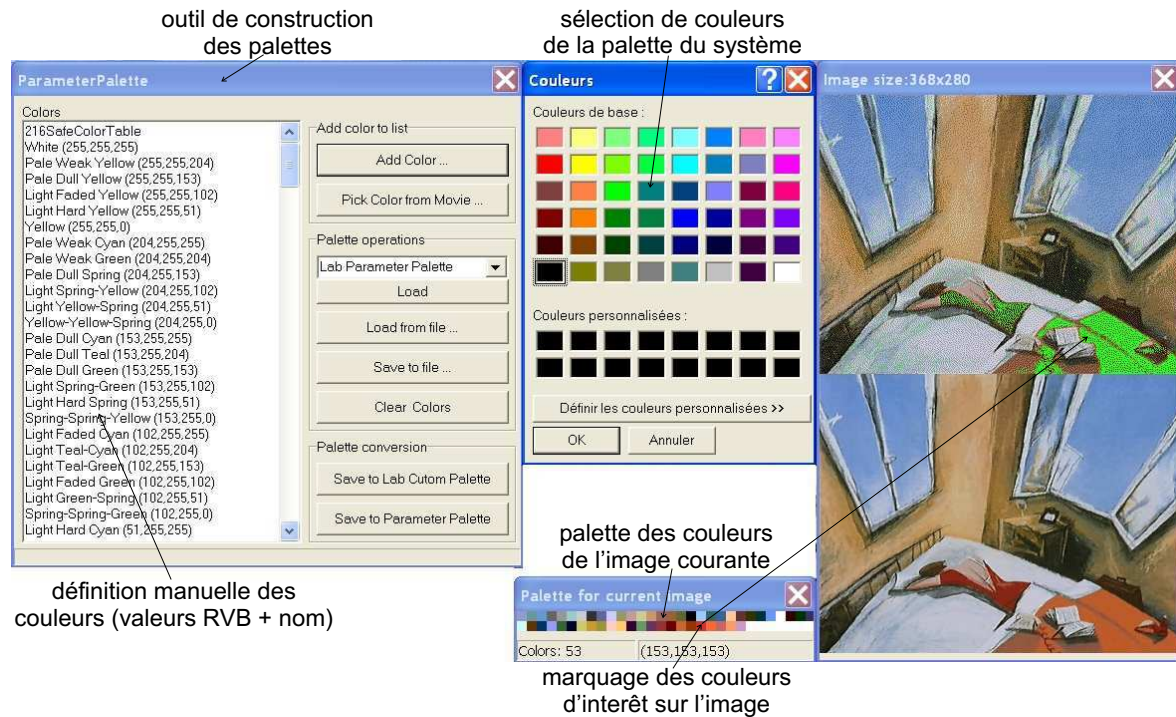 outil de construction
des palettes
sélection de couleurs
de la palette du système
ParameterPalette
Colors
216SafeColorTable
White (255,255,255)
Pale Weak Yellow (255,255,204)
Pale Dull Yellow (255,255,153)
Light Faded Yellow (255,255,102)
Light Hard Yellow (255,255,51)
Yellow (255,255,0)
Pale Weak Cyan (204,255,255)
Pale Weak Green (204,255,204)
Pale Dull Spring (204,255,153)
Light Spring-Yellow (204,255,102)
Light Yellow-Spring (204,255,51)
Yellow-Yellow-Spring (204,255,0)
Pale Dull Cyan (153,255,255)
Pale Dull Teal (153,255,204)
Pale Dull Green (153,255,153)
Light Spring-Green (153,255,102)
Light Hard Spring (153,255,51)
Spring-Spring-Yellow (153,255,0)
Light Faded Cyan (102,255,255)
Light Teal-Cyan (102,255,204)
Light Teal-Green (102,255,153)
Light Faded Green (102,255,102)
Light Green-Spring (102,255,51)
Spring-Spring-Green (102,255,0)
Light Hard Cyan (51,255,255)
Add color to list
Add Color ...
Pick Color from Movie ...
Palette operations
Lab Parameter Palette
Load
Load from file ...
Save to file ...
Clear Colors
Palette conversion
Save to Lab Cutom Palette
Save to Parameter Palette
Couleurs
Couleurs de base :
Couleurs personnalisées :
Définir les couleurs personnalisées >>
OK
Annuler
Image size:368x280
définition manuelle des
couleurs (valeurs RVB + nom)
palette des couleurs
de l'image courante
Palette for current image
Colors: 53
(153,153,153)
marquage des couleurs
d'interêt sur l'image